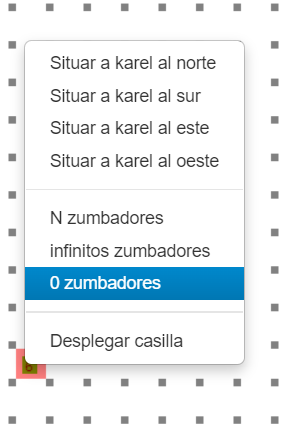 Situar a karel al norte
Situar a karel al sur
Situar a karel al este
Situar a karel al oeste
N zumbadores
infinitos zumbadores
0 zumbadores
Desplegar casilla